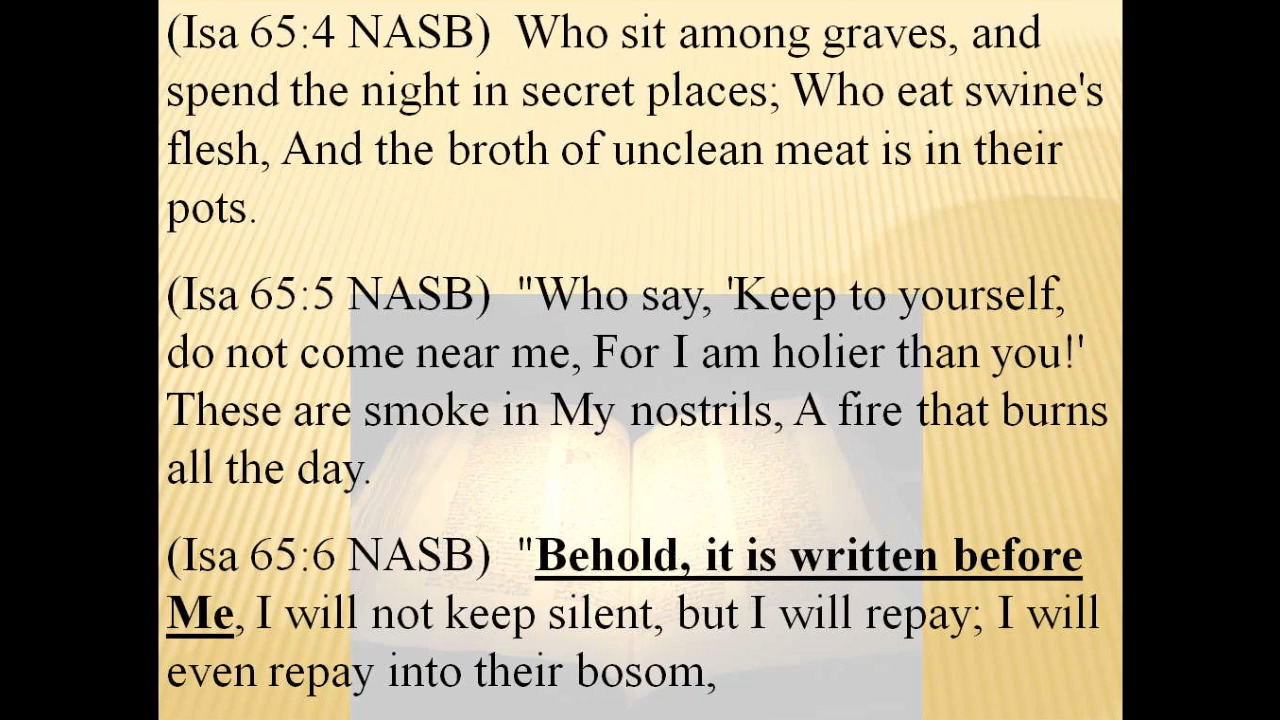 (Isa 65:4 NASB)  Who sit among graves, and
spend the night in secret places; Who eat swine's
flesh, And the broth of unclean meat is in their
pots.
(Isa 65:5 NASB)  "Who say, 'Keep to yourself,
do not come near me, For I am holier than you!'
These are smoke in My nostrils, A fire that burns
all the day.
(Isa 65:6 NASB)  "Behold, it is written before
Me, I will not keep silent, but I will repay; I will
even repay into their bosom,